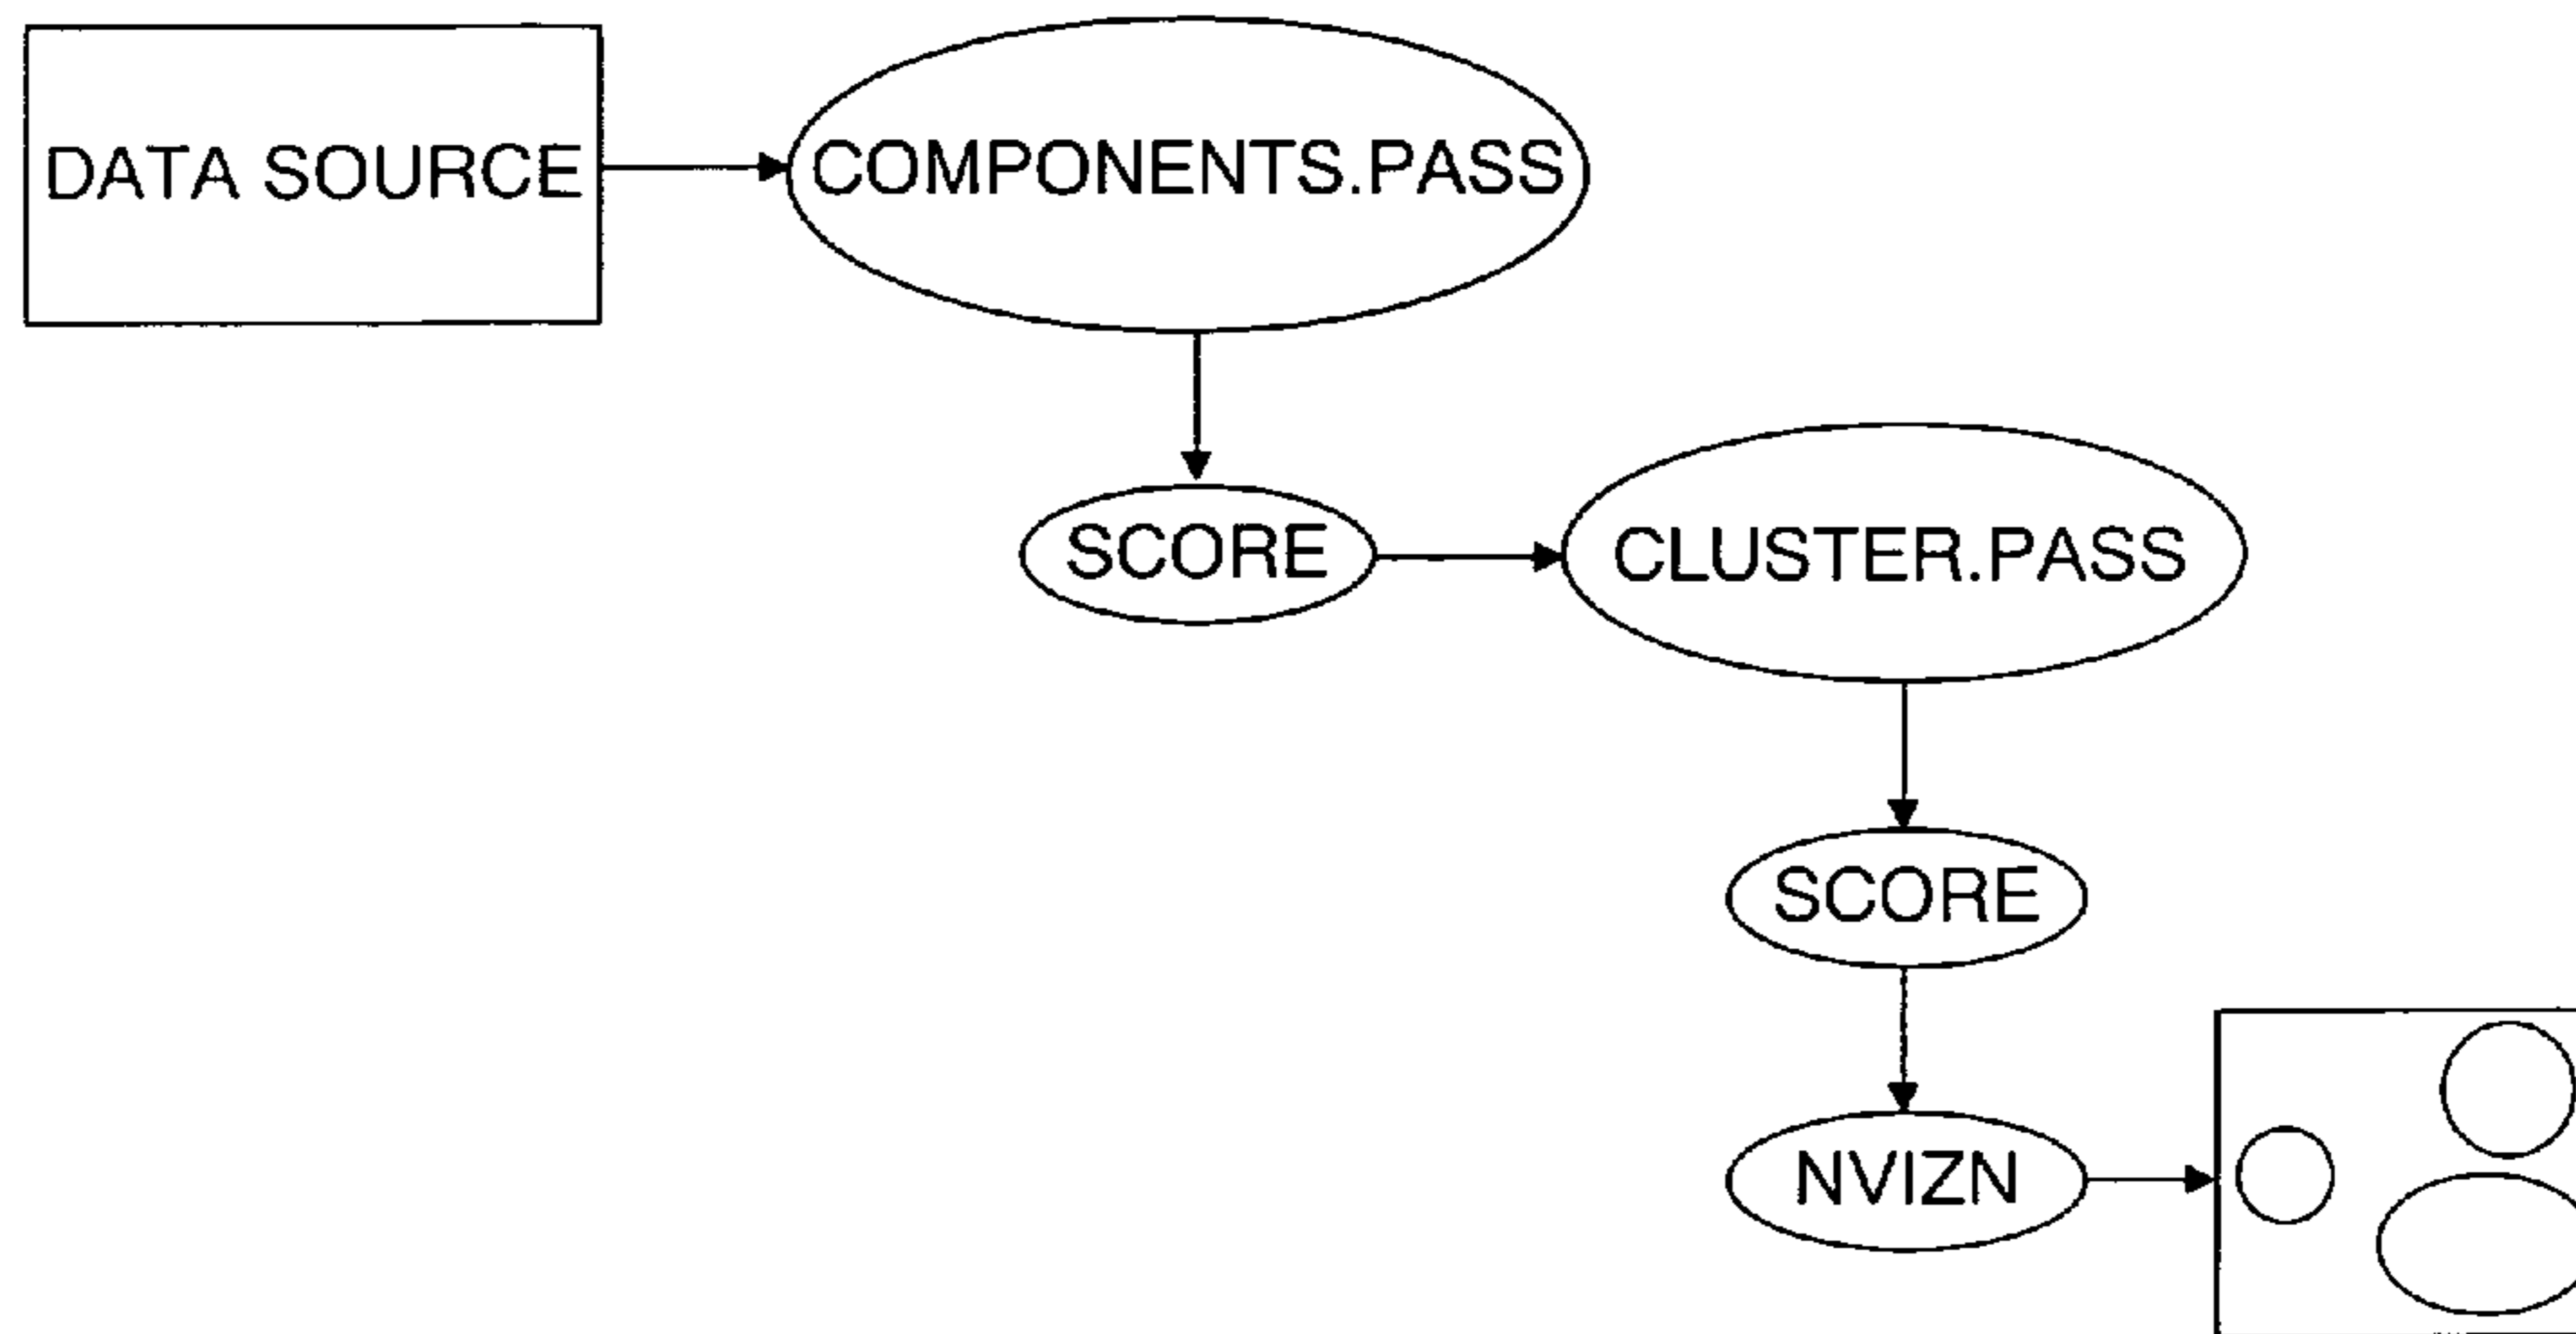 DATA SOURCE
COMPONENTS.PASS
SCORE
CLUSTER.PASS
SCORE
NVIZN